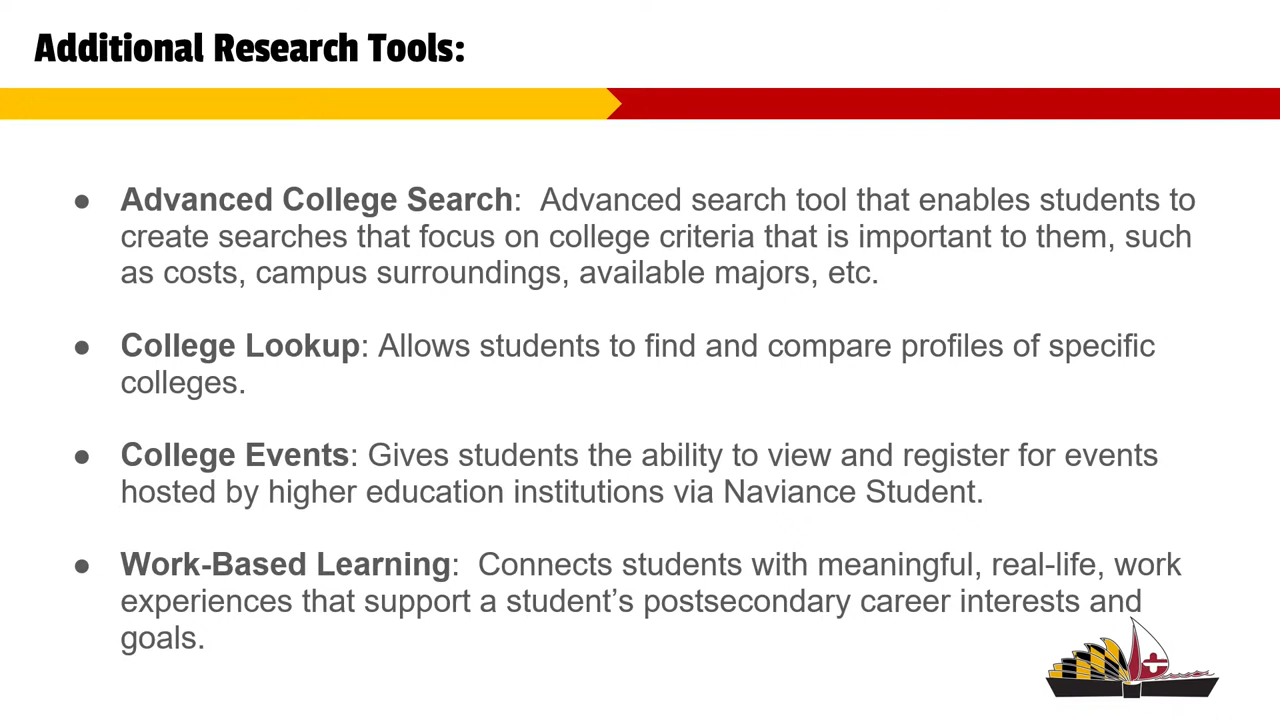 Additional Research Tools:
● Advanced College Search:  Advanced search tool that enables students to
create searches that focus on college criteria that is important to them, such
as costs, campus surroundings, available majors, etc.
● College Lookup: Allows students to find and compare profiles of specific
colleges.
● College Events: Gives students the ability to view and register for events
hosted by higher education institutions via Naviance Student.
● Work-Based Learning:  Connects students with meaningful, real-life, work
experiences that support a student’s postsecondary career interests and
goals.